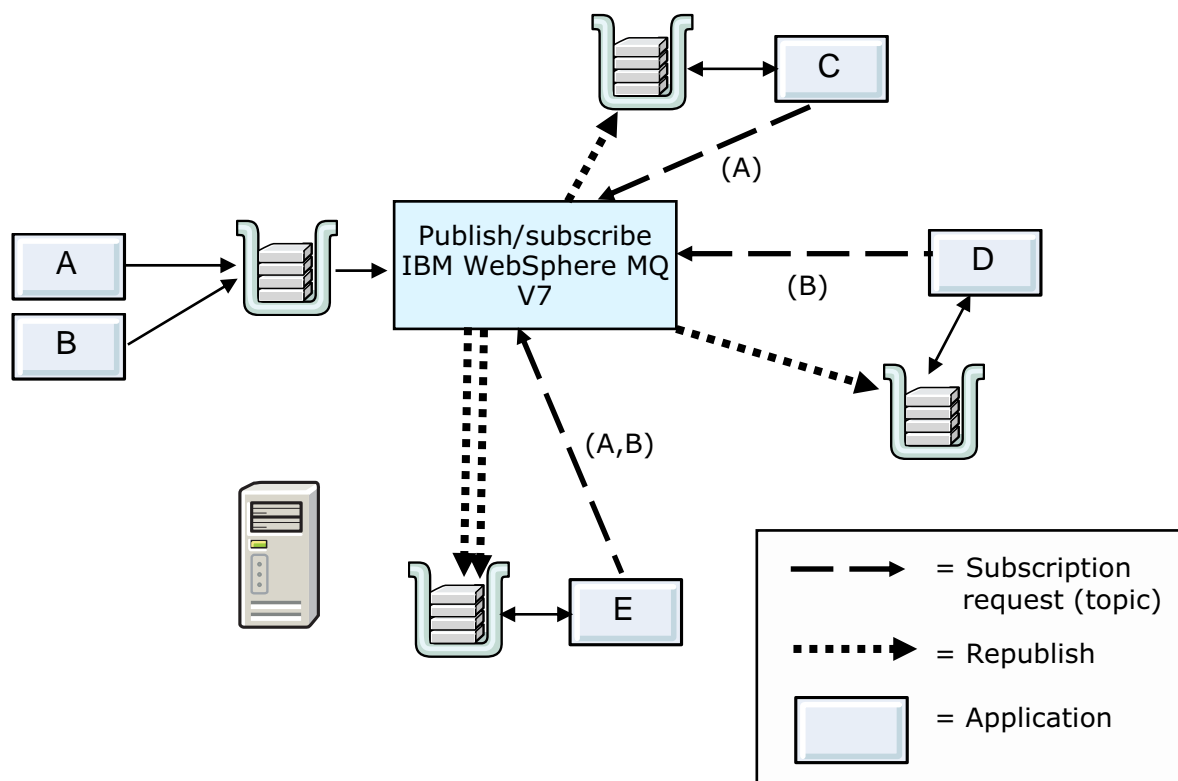 C
(A)
A
B
Publish/subscribe
IBM WebSphere MQ
V7
D
(B)
(A,B)
E
= Subscription
request (topic)
= Republish
= Application